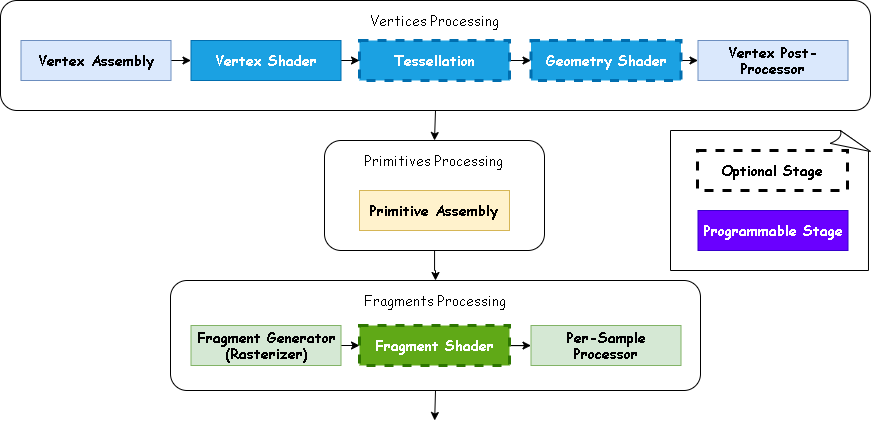 Vertices Processing
Vertex Assembly
Vertex Shader
Tessellation
Geometry Shader
Vertex Post-
Processor
Primitives Processing
Primitive Assembly
Optional Stage
Programmable Stage
Fragments Processing
Fragment Generator
(Rasterizer)
Fragment Shader
Per-Sample
Processor